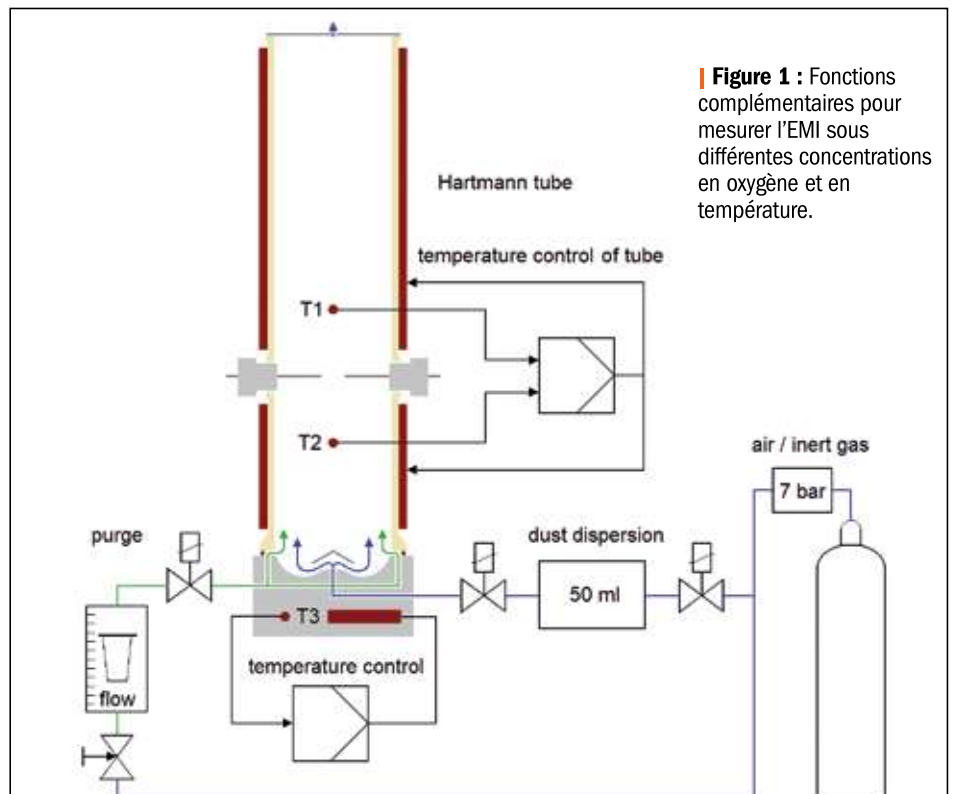 | Figure 1 : Fonctions
complémentaires pour
mesurer l’EMI sous
différentes concentrations
en oxygène et en
température.
Hartmann tube
temperature control of tube
T1
T2
air / inert gas
7 bar
purge
dust dispersion
50 ml
T3
temperature control
flow